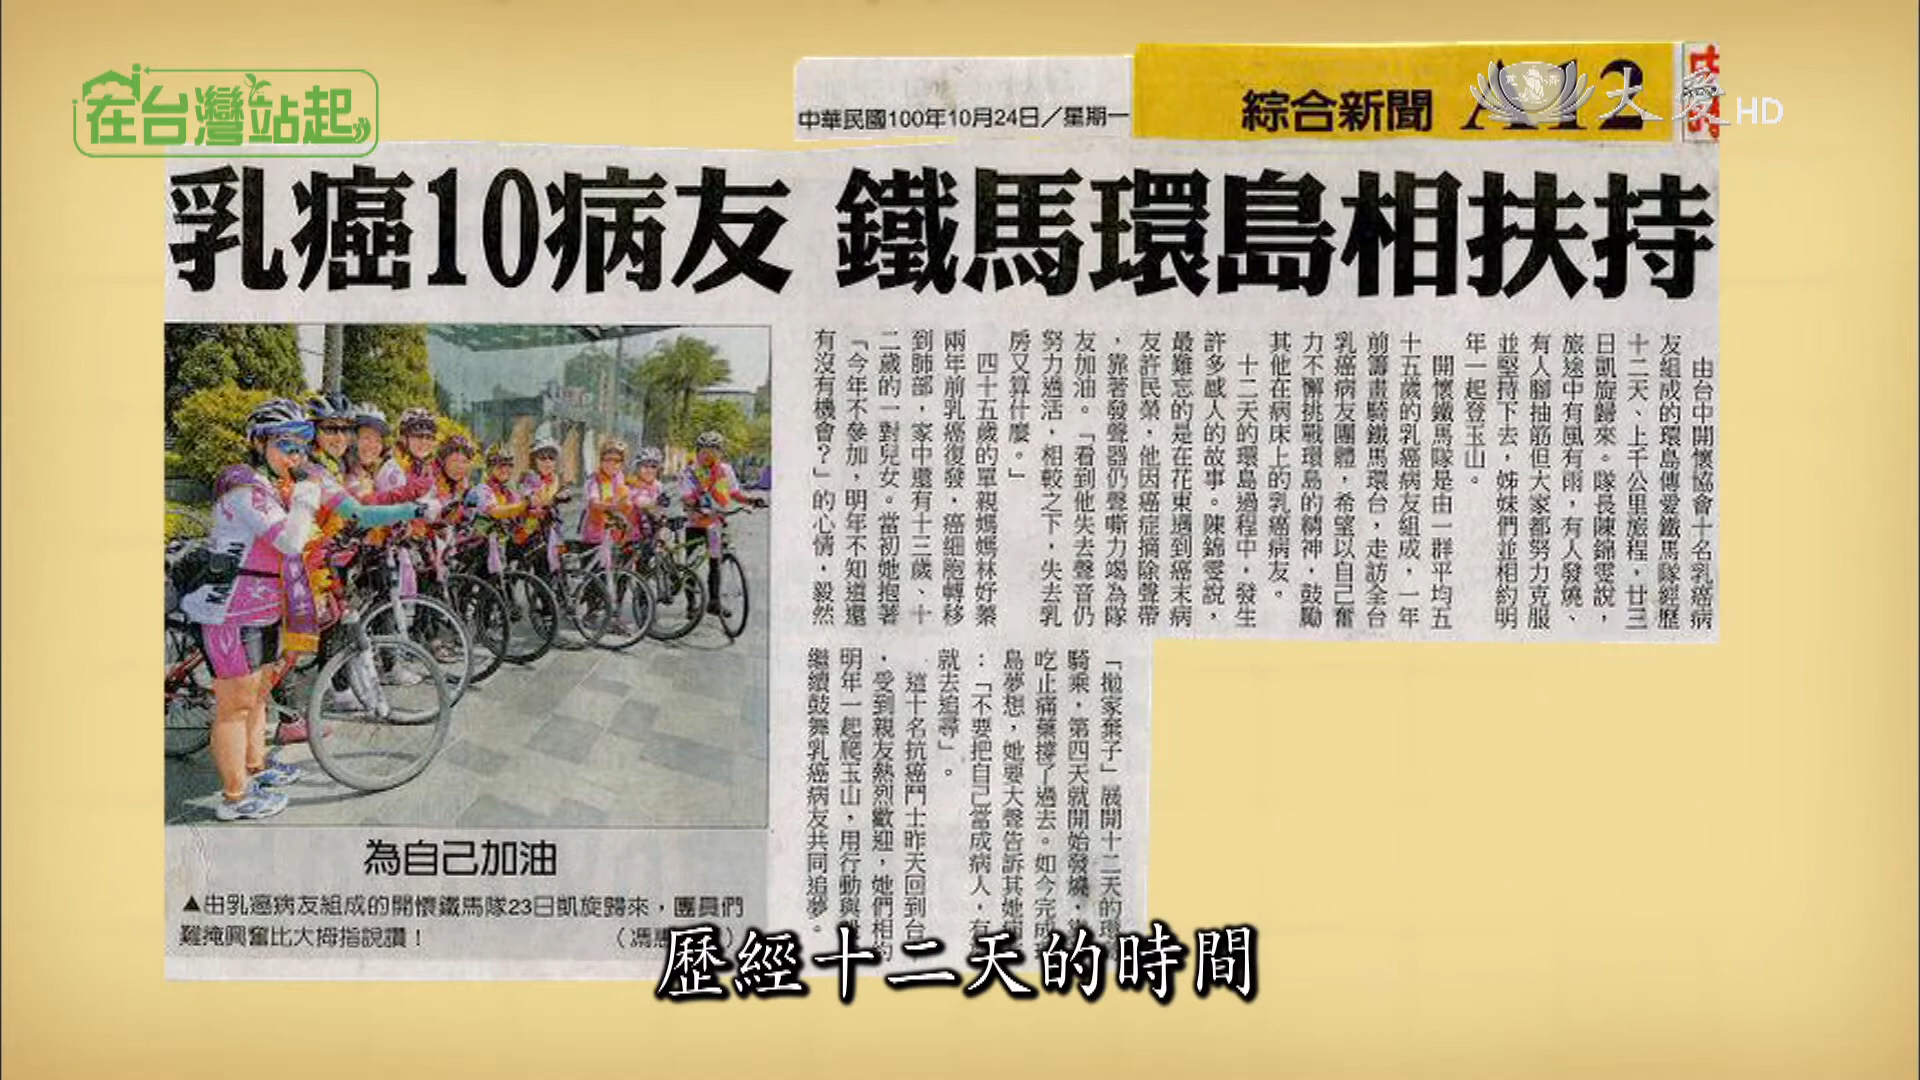 在台灣站起
中華民國100年10月24日／星期一
綜合新聞 A12
大愛HD
乳癌10病友 鐵馬環島相扶持
由台中開懷協會十名乳癌病
友組成的環島傳愛鐵馬隊經歷
十二天、上千公里旅程，廿三
日凱旋歸來。隊長陳錦雯說，
旅途中有風有雨，有人發燒、
有人腳抽筋但大家都努力克服
並堅持下去，姊妹們並相約明
年一起登玉山。
開懷鐵馬隊是由一群平均五
十五歲的乳癌病友組成，一年
前籌畫騎鐵馬環台，走訪全台
乳癌病友團體，希望以自己奮
力不懈挑戰環島的精神，鼓勵
其他在病床上的乳癌病友。
十二天的環島過程中，發生
許多感人的故事。陳錦雯說，
最難忘的是在花東遇到癌末病
友許民榮，他因癌症摘除聲帶
，靠著發聲器仍聲嘶力竭為隊
友加油。「看到他失去聲音仍
努力過活，相較之下，失去乳
房又算什麼。」
四十五歲的單親媽媽林妤蓁
兩年前乳癌復發，癌細胞轉移
到肺部，家中還有十三歲、十
二歲的一對兒女。當初她抱著
「今年不參加，明年不知道還
有沒有機會？」的心情，毅然
「拋家棄子」展開十二天的環
騎乘，第四天就開始發燒，
吃止痛藥撐了過去。如今完成
島夢想，她要大聲告訴其她
：「不要把自己當成病人，有
就去追尋」。
這十名抗癌鬥士昨天回到台
，受到親友熱烈歡迎，她們相約
明年一起爬玉山，用行動與
繼續鼓舞乳癌病友共同追夢。
為自己加油
▲由乳癌病友組成的開懷鐵馬隊23日凱旋歸來，團員們
難掩興奮比大拇指說讚！ （馮惠
歷經十二天的時間